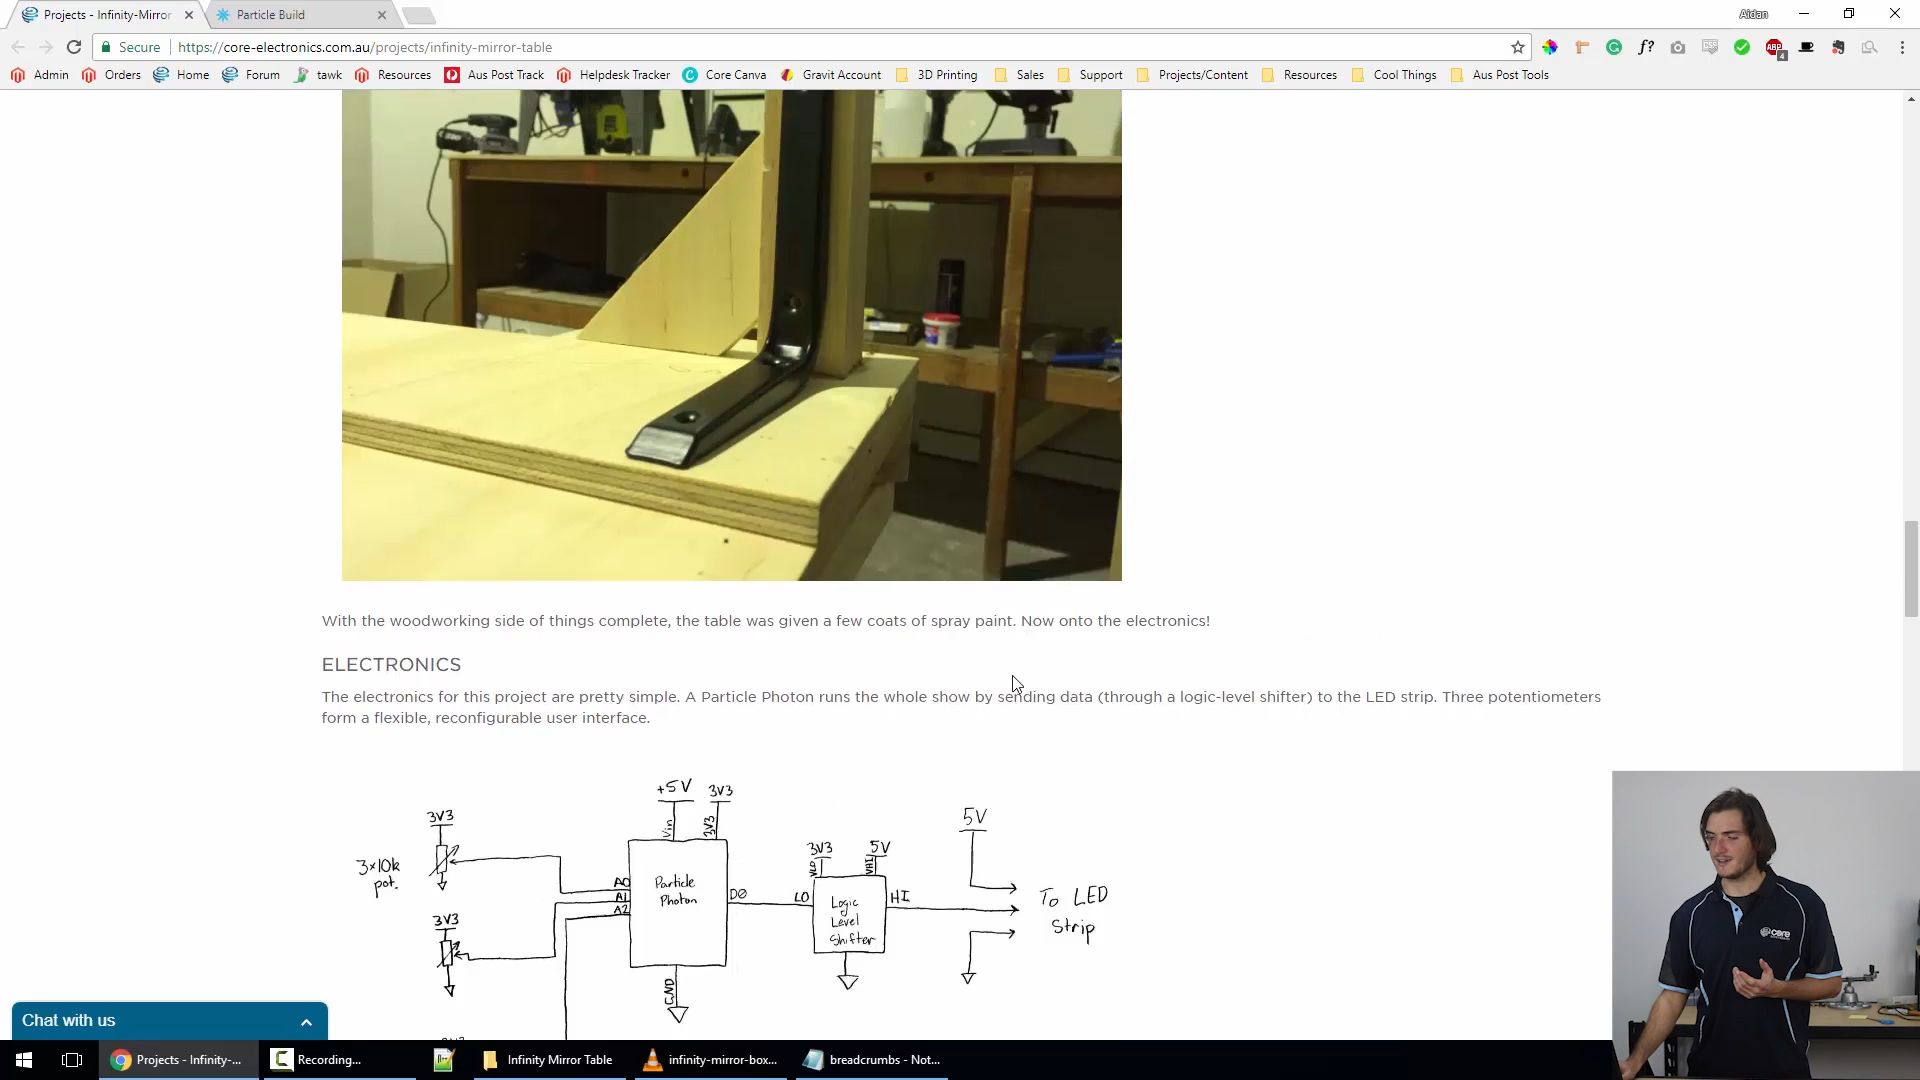 Projects - Infinity-Mirror
Particle Build
Aidan
Secure
https://core-electronics.com.au/projects/infinity-mirror-table
f?
ABP
4
Admin
Orders
Home
Forum
tawk
Resources
Aus Post Track
Helpdesk Tracker
Core Canva
Gravit Account
3D Printing
Sales
Support
Projects/Content
Resources
Cool Things
Aus Post Tools
With the woodworking side of things complete, the table was given a few coats of spray paint. Now onto the electronics!
ELECTRONICS
The electronics for this project are pretty simple. A Particle Photon runs the whole show by sending data (through a logic-level shifter) to the LED strip. Three potentiometers
form a flexible, reconfigurable user interface.
+5V
3V3
Vin
3V3
3V3
3×10k
pot.
3V3
A0
A1
A2
Particle
Photon
GND
D0
3V3
5V
VLO
VHI
LO
HI
Logic
Level
Shifter
5V
To LED
Strip
core
Chat with us
Projects - Infinity-...
Recording...
Infinity Mirror Table
infinity-mirror-box...
breadcrumbs - Not...